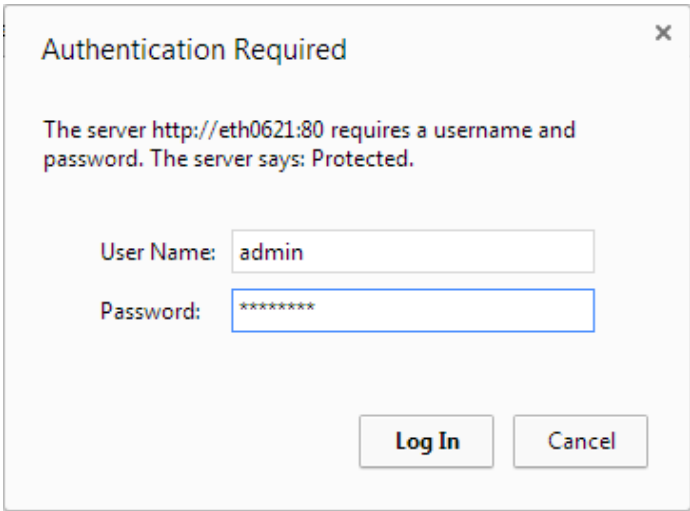 Authentication Required
The server http://eth0621:80 requires a username and
password. The server says: Protected.
User Name: admin
Password: ********
Log In Cancel